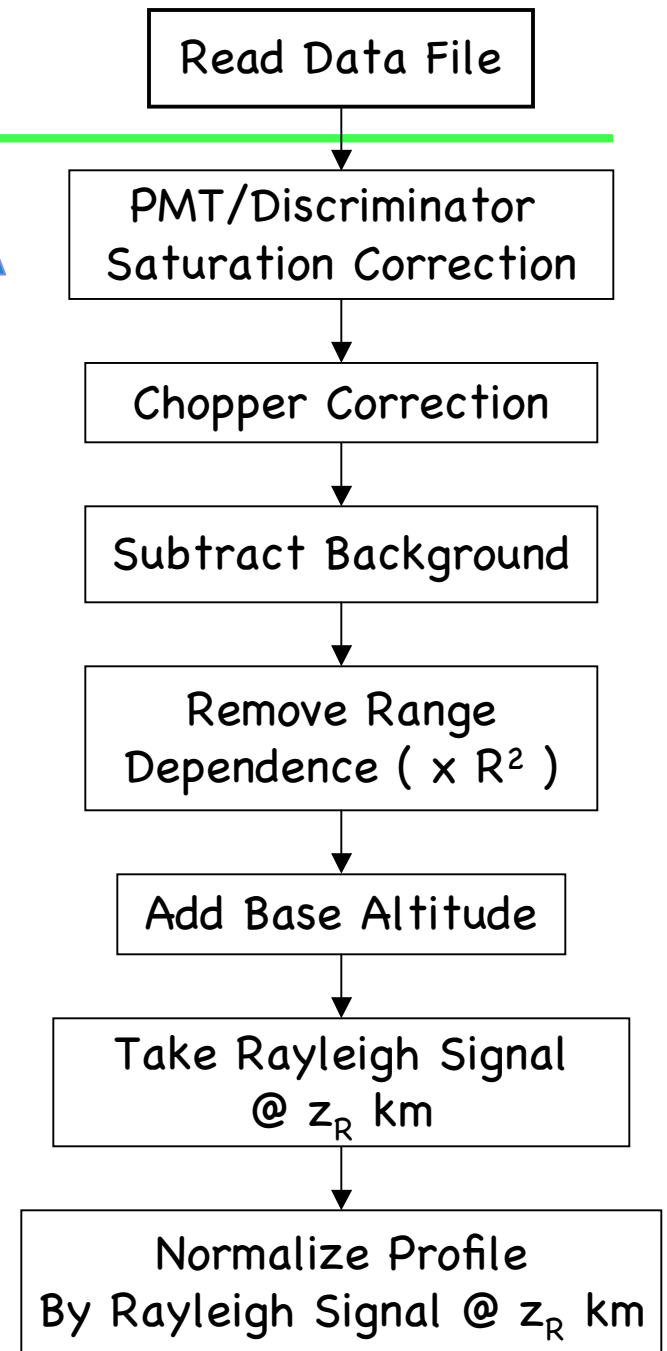 Read Data File
PMT/Discriminator
Saturation Correction
Chopper Correction
Subtract Background
Remove Range
Dependence ( x R² )
Add Base Altitude
Take Rayleigh Signal
@ z_R km
Normalize Profile
By Rayleigh Signal @ z_R km